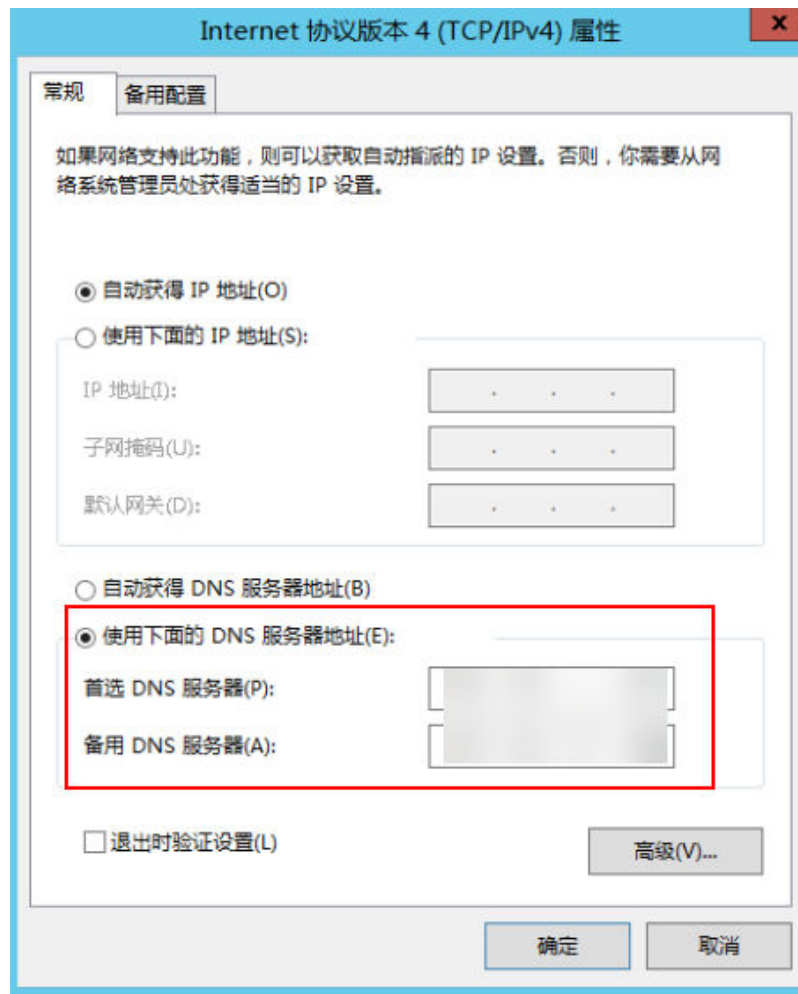 Internet 协议版本 4 (TCP/IPv4) 属性
x
常规
备用配置
如果网络支持此功能，则可以获取自动指派的 IP 设置。否则，你需要从网
络系统管理员处获得适当的 IP 设置。
自动获得 IP 地址(O)
使用下面的 IP 地址(S):
IP 地址(I):
子网掩码(U):
默认网关(D):
自动获得 DNS 服务器地址(B)
使用下面的 DNS 服务器地址(E):
首选 DNS 服务器(P):
备用 DNS 服务器(A):
退出时验证设置(L)
高级(V)...
确定
取消